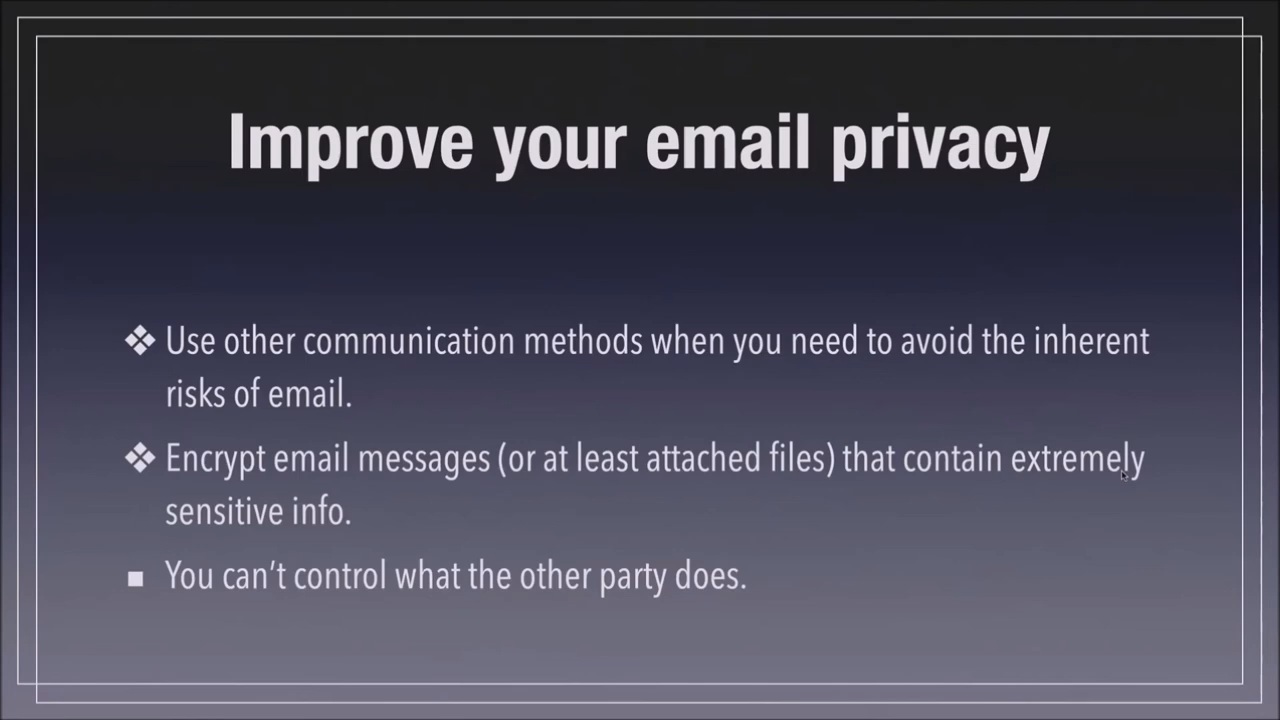 Improve your email privacy
❖ Use other communication methods when you need to avoid the inherent
risks of email.
❖ Encrypt email messages (or at least attached files) that contain extremely
sensitive info.
■ You can’t control what the other party does.